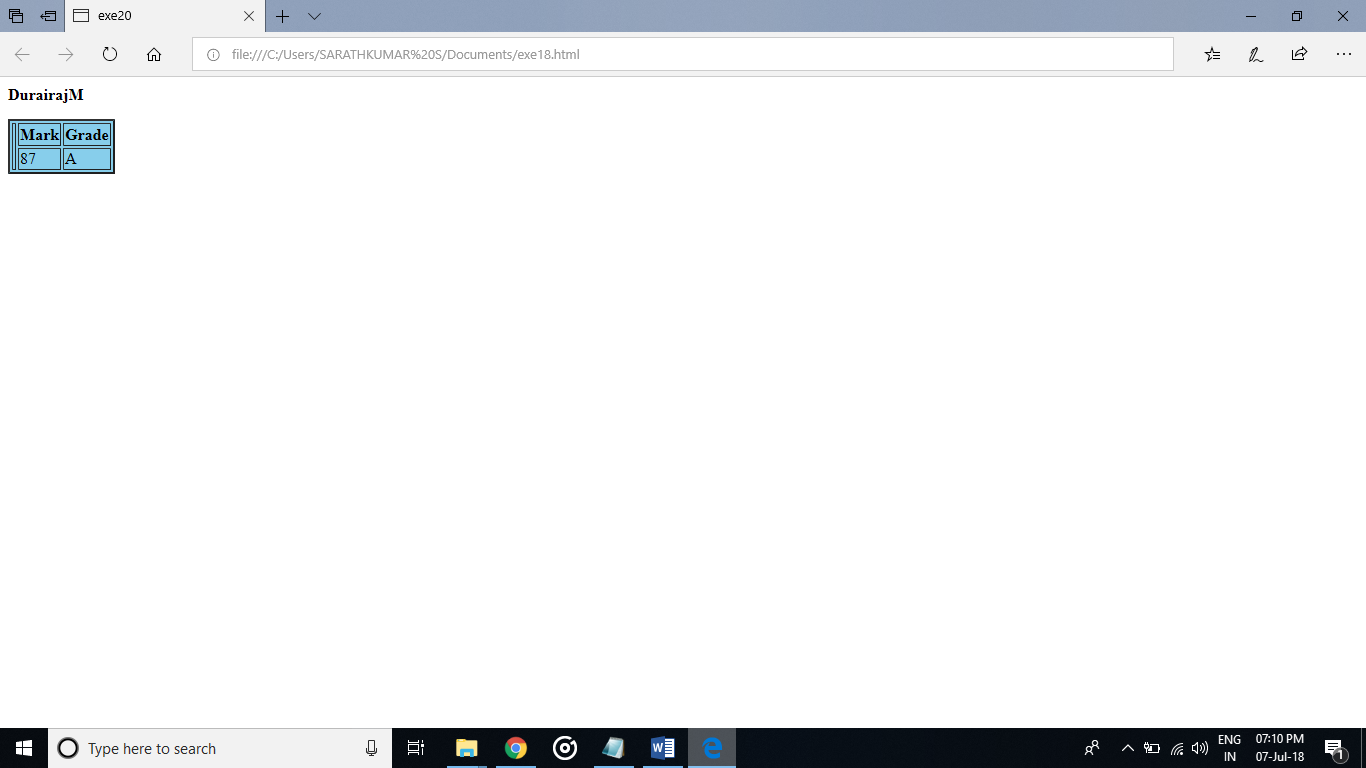 exe20
file:///C:/Users/SARATHKUMAR%20S/Documents/exe18.html
DurairajM
Mark Grade
87 A
Type here to search
ENG 07:10 PM
IN 07-Jul-18
1